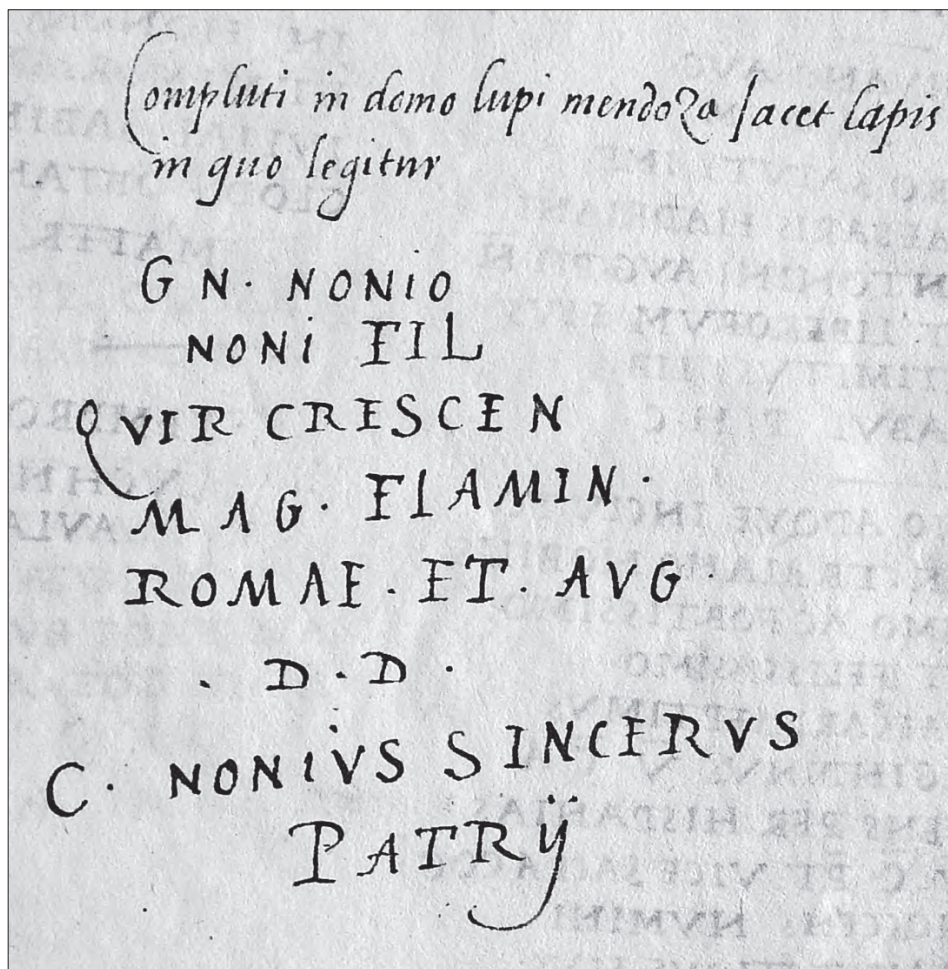 Compluti in domo lupi mendoza Iacet lapis
in quo legitur
GN· NONIO
NONI FIL
QVIR CRESCEN
MAG· FLAMIN·
ROMAE· ET· AVG·
· D·D·
C· NONIVS SINCERVS
PATRÿ